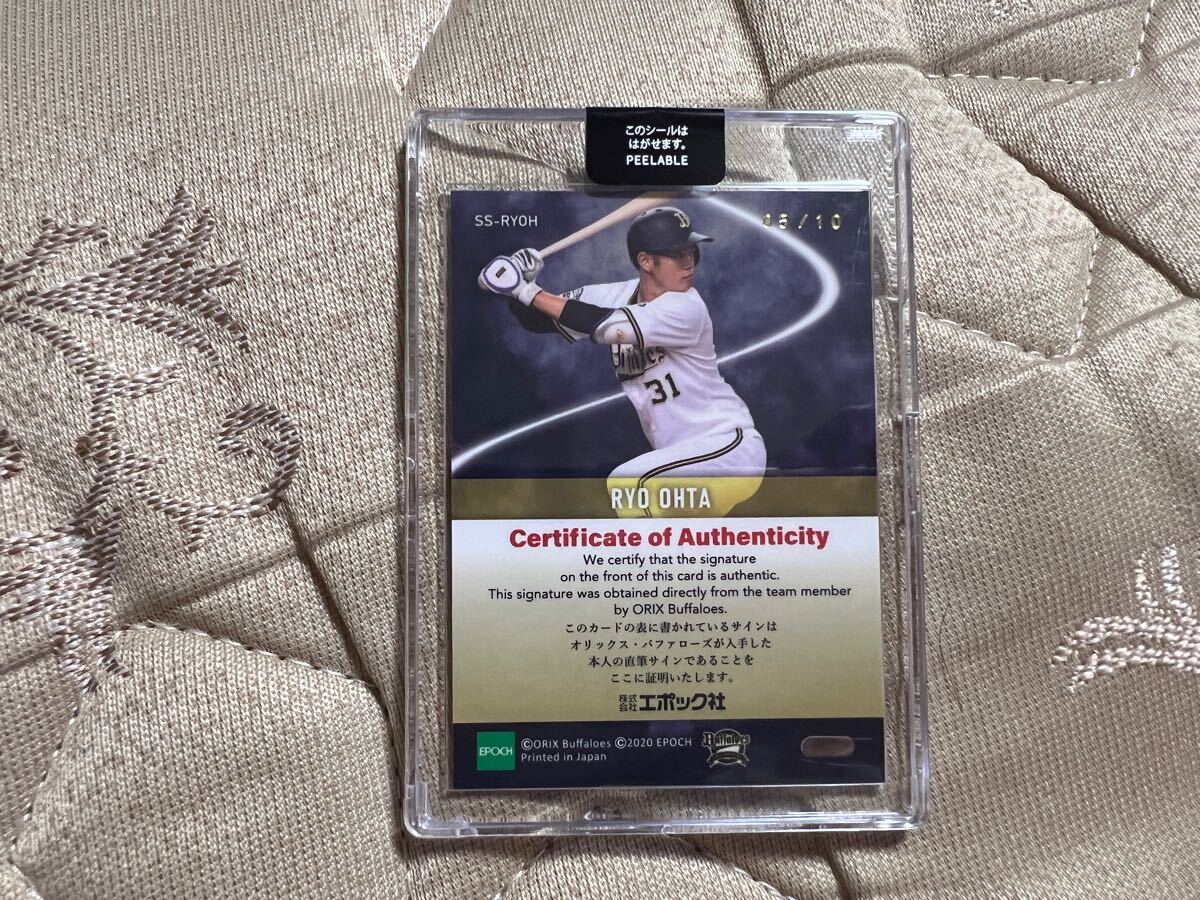 このシールは
はがせます。
PEELABLE
SS-RYOH
/10
Buffaloes
31
RYO OHTA
Certificate of Authenticity
We certify that the signature
on the front of this card is authentic.
This signature was obtained directly from the team member
by ORIX Buffaloes.
このカードの表に書かれているサインは
オリックス・バファローズが入手した
本人の直筆サインであることを
ここに証明いたします。
株式会社エポック社
EPOCH
©ORIX Buffaloes ©2020 EPOCH
Printed in Japan
Buffaloes